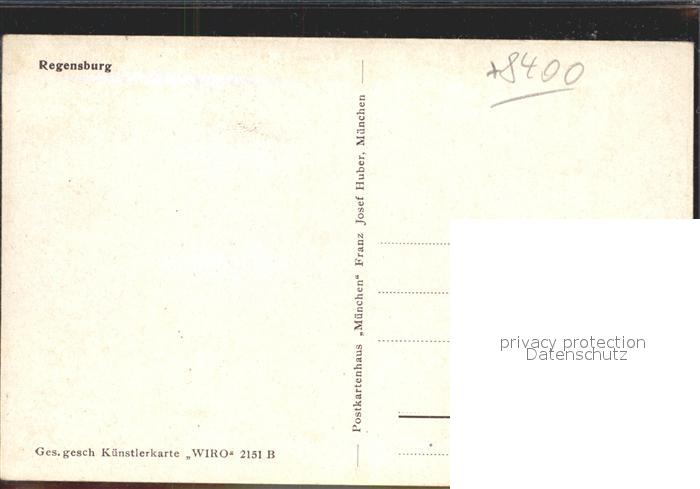 Regensburg
+8400
Postkartenhaus „München“ Franz Josef Huber, München
privacy protection
Datenschutz
Ges. gesch Künstlerkarte „WIRO“ 2151 B